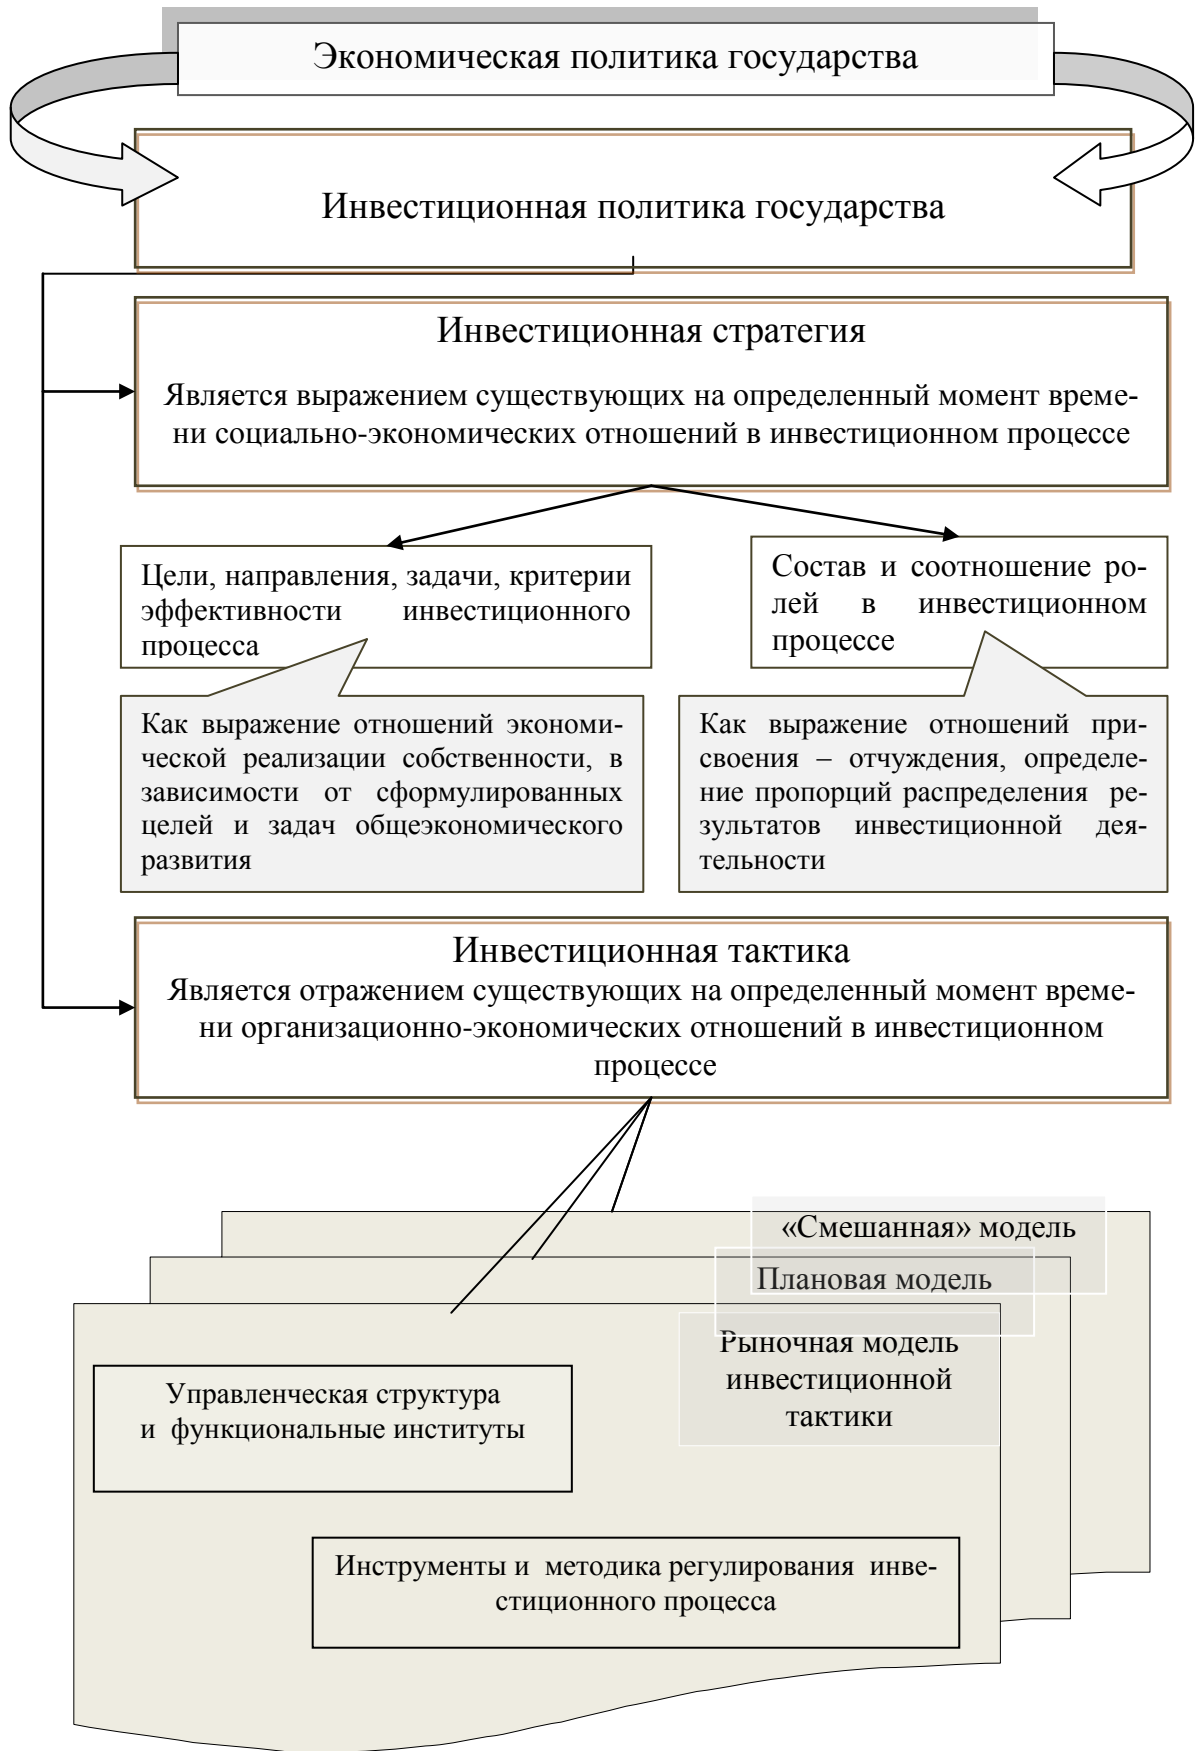 Экономическая политика государства
Инвестиционная политика государства
Инвестиционная стратегия
Является выражением существующих на определенный момент време-
ни социально-экономических отношений в инвестиционном процессе
Цели, направления, задачи, критерии
эффективности инвестиционного
процесса
Состав и соотношение ро-
лей в инвестиционном
процессе
Как выражение отношений экономи-
ческой реализации собственности, в
зависимости от сформулированных
целей и задач общеэкономического
развития
Как выражение отношений при-
своения – отчуждения, определе-
ние пропорций распределения ре-
зультатов инвестиционной дея-
тельности
Инвестиционная тактика
Является отражением существующих на определенный момент време-
ни организационно-экономических отношений в инвестиционном
процессе
«Смешанная» модель
Плановая модель
Рыночная модель
инвестиционной
тактики
Управленческая структура
и функциональные институты
Инструменты и методика регулирования инве-
стиционного процесса